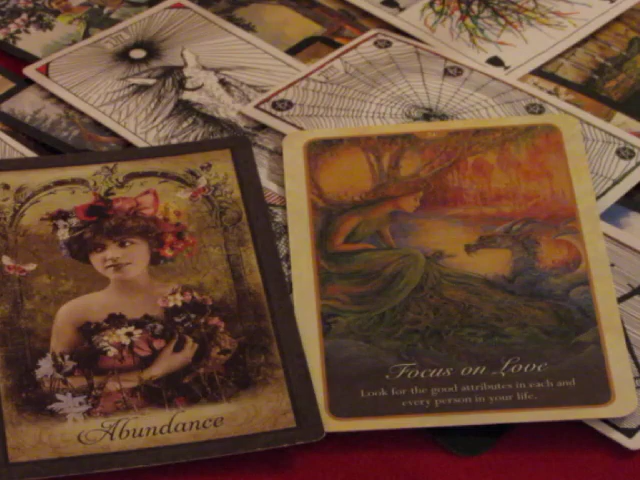 Abundance
Focus on Love
Look for the good attributes in each and
every person in your life.